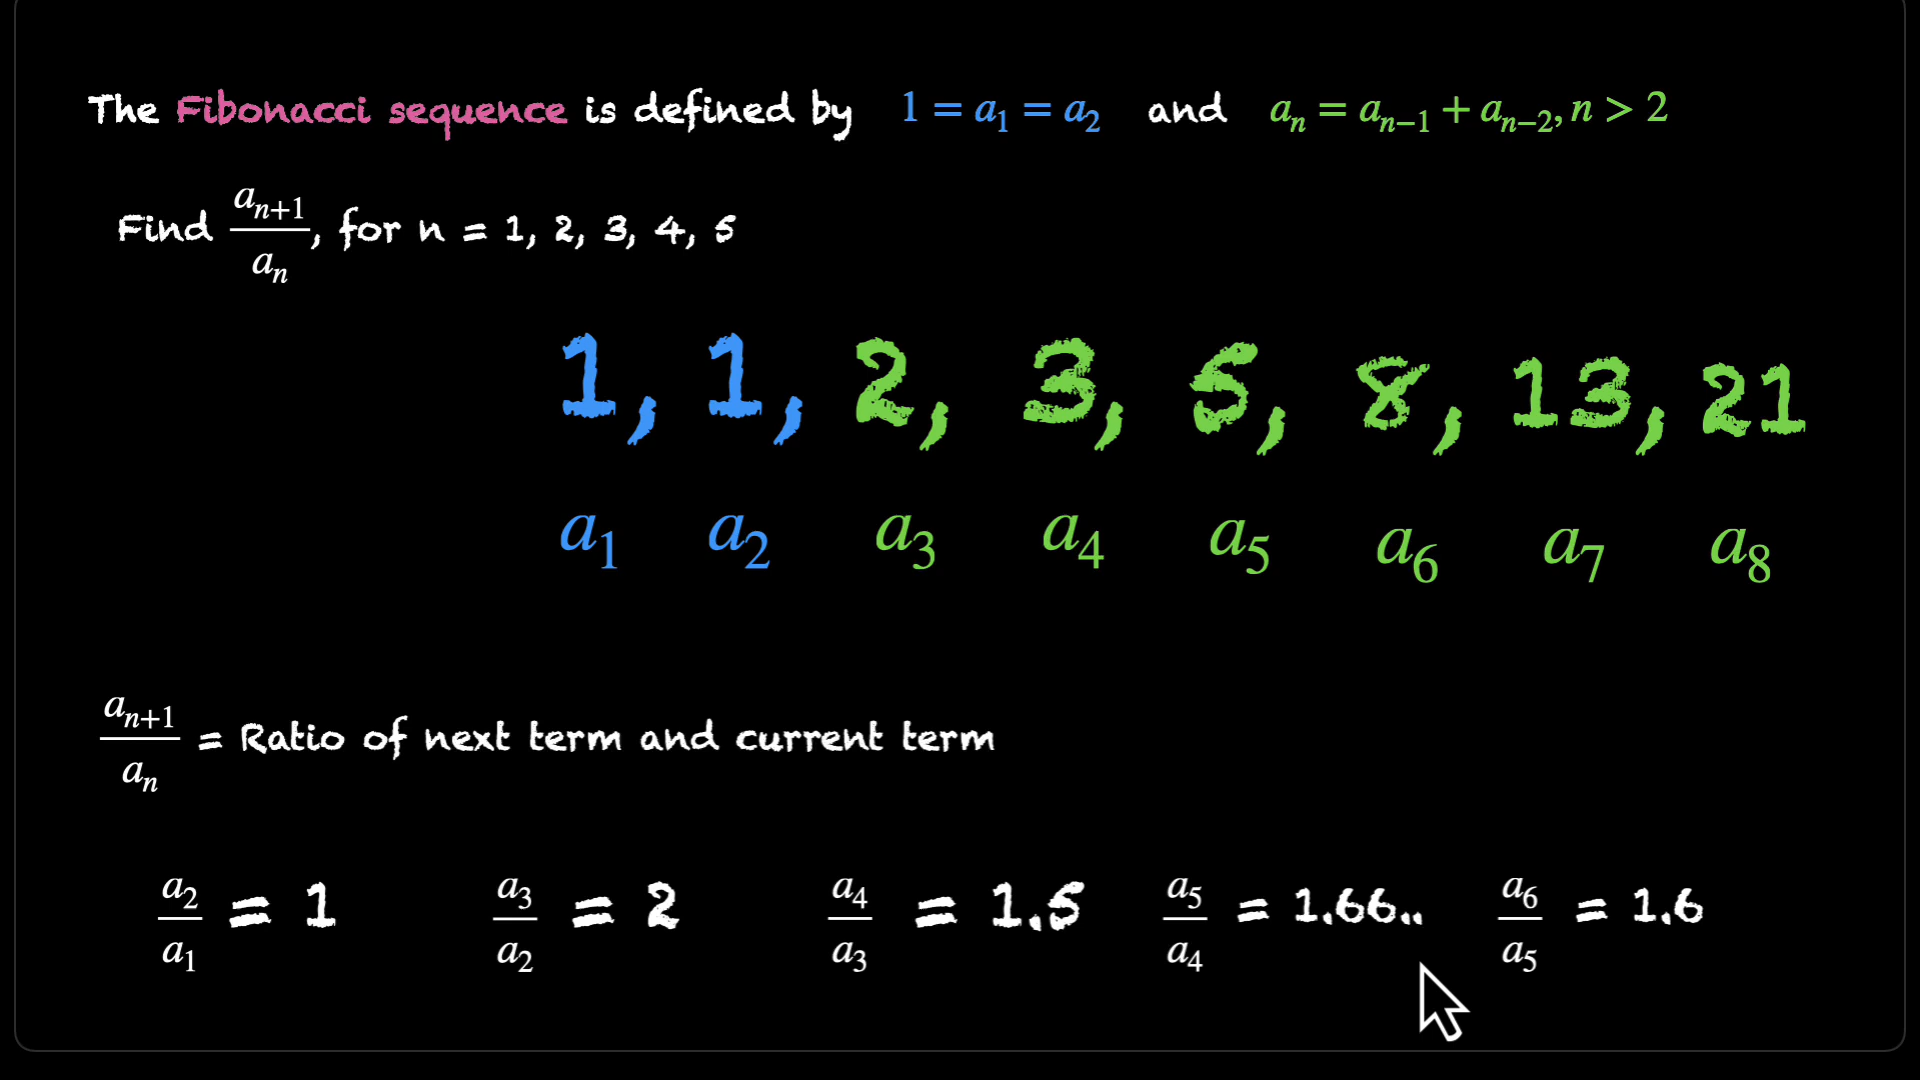 The Fibonacci sequence is defined by 1 = a₁ = a₂ and aₙ = aₙ₋₁ + aₙ₋₂, n > 2
Find aₙ₊₁/aₙ, for n = 1, 2, 3, 4, 5
1, 1, 2, 3, 5, 8, 13, 21
a₁ a₂ a₃ a₄ a₅ a₆ a₇ a₈
aₙ₊₁/aₙ = Ratio of next term and current term
a₂/a₁ = 1 a₃/a₂ = 2 a₄/a₃ = 1.5 a₅/a₄ = 1.66.. a₆/a₅ = 1.6